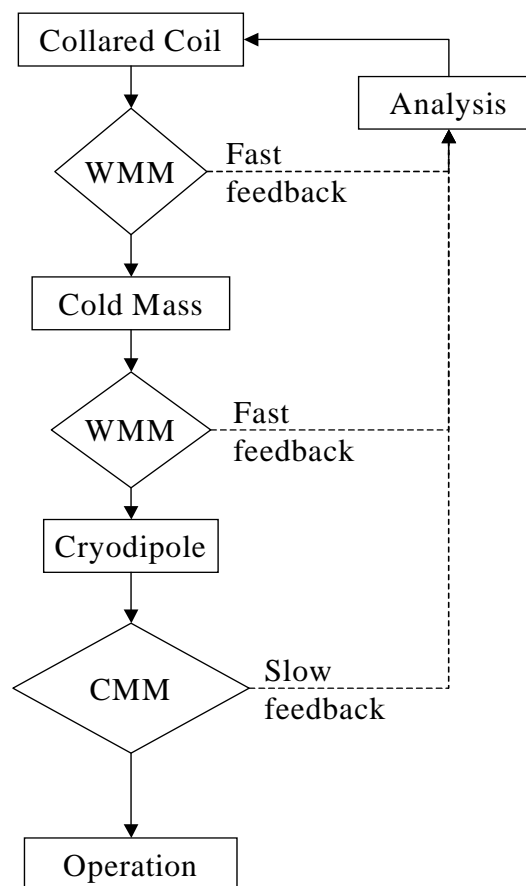 Collared Coil
Analysis
WMM
Fast
feedback
Cold Mass
WMM
Fast
feedback
Cryodipole
CMM
Slow
feedback
Operation